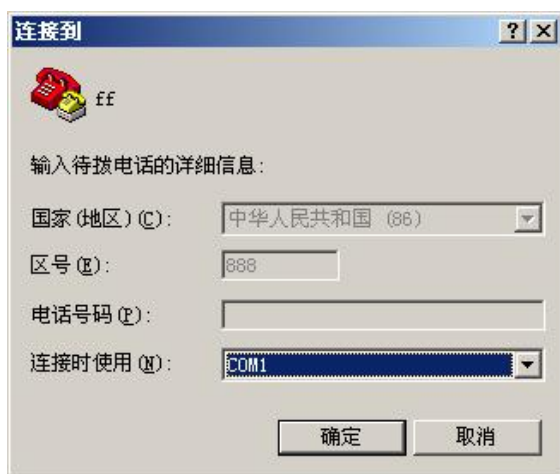 连接到
ff
输入待拨电话的详细信息:
国家(地区)(C): 中华人民共和国 (86)
区号(E): 888
电话号码(P):
连接时使用(N): COM1
确定 取消